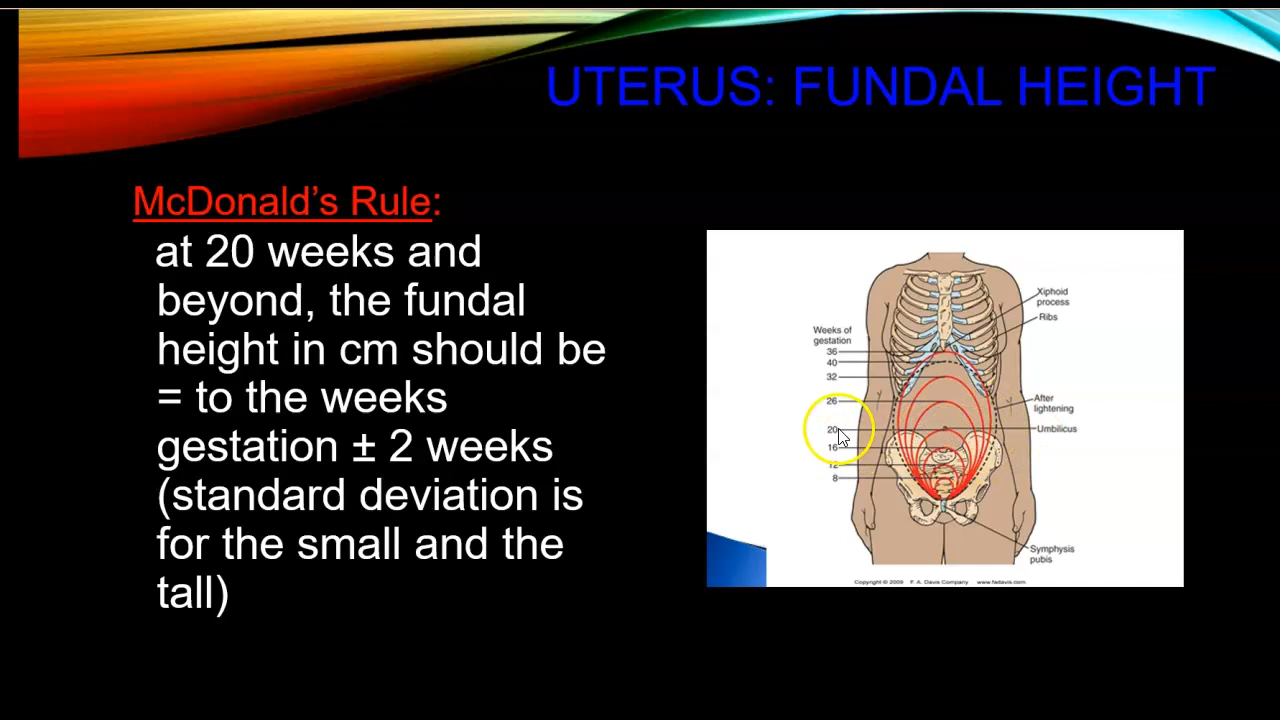 UTERUS: FUNDAL HEIGHT
McDonald’s Rule:
at 20 weeks and
beyond, the fundal
height in cm should be
= to the weeks
gestation ± 2 weeks
(standard deviation is
for the small and the
tall)
Weeks of
gestation
36
40
32
26
20
16
12
8
Xiphoid
process
Ribs
After
lightening
Umbilicus
Symphysis
pubis
Copyright © 2009 F. A. Davis Company www.fadavis.com